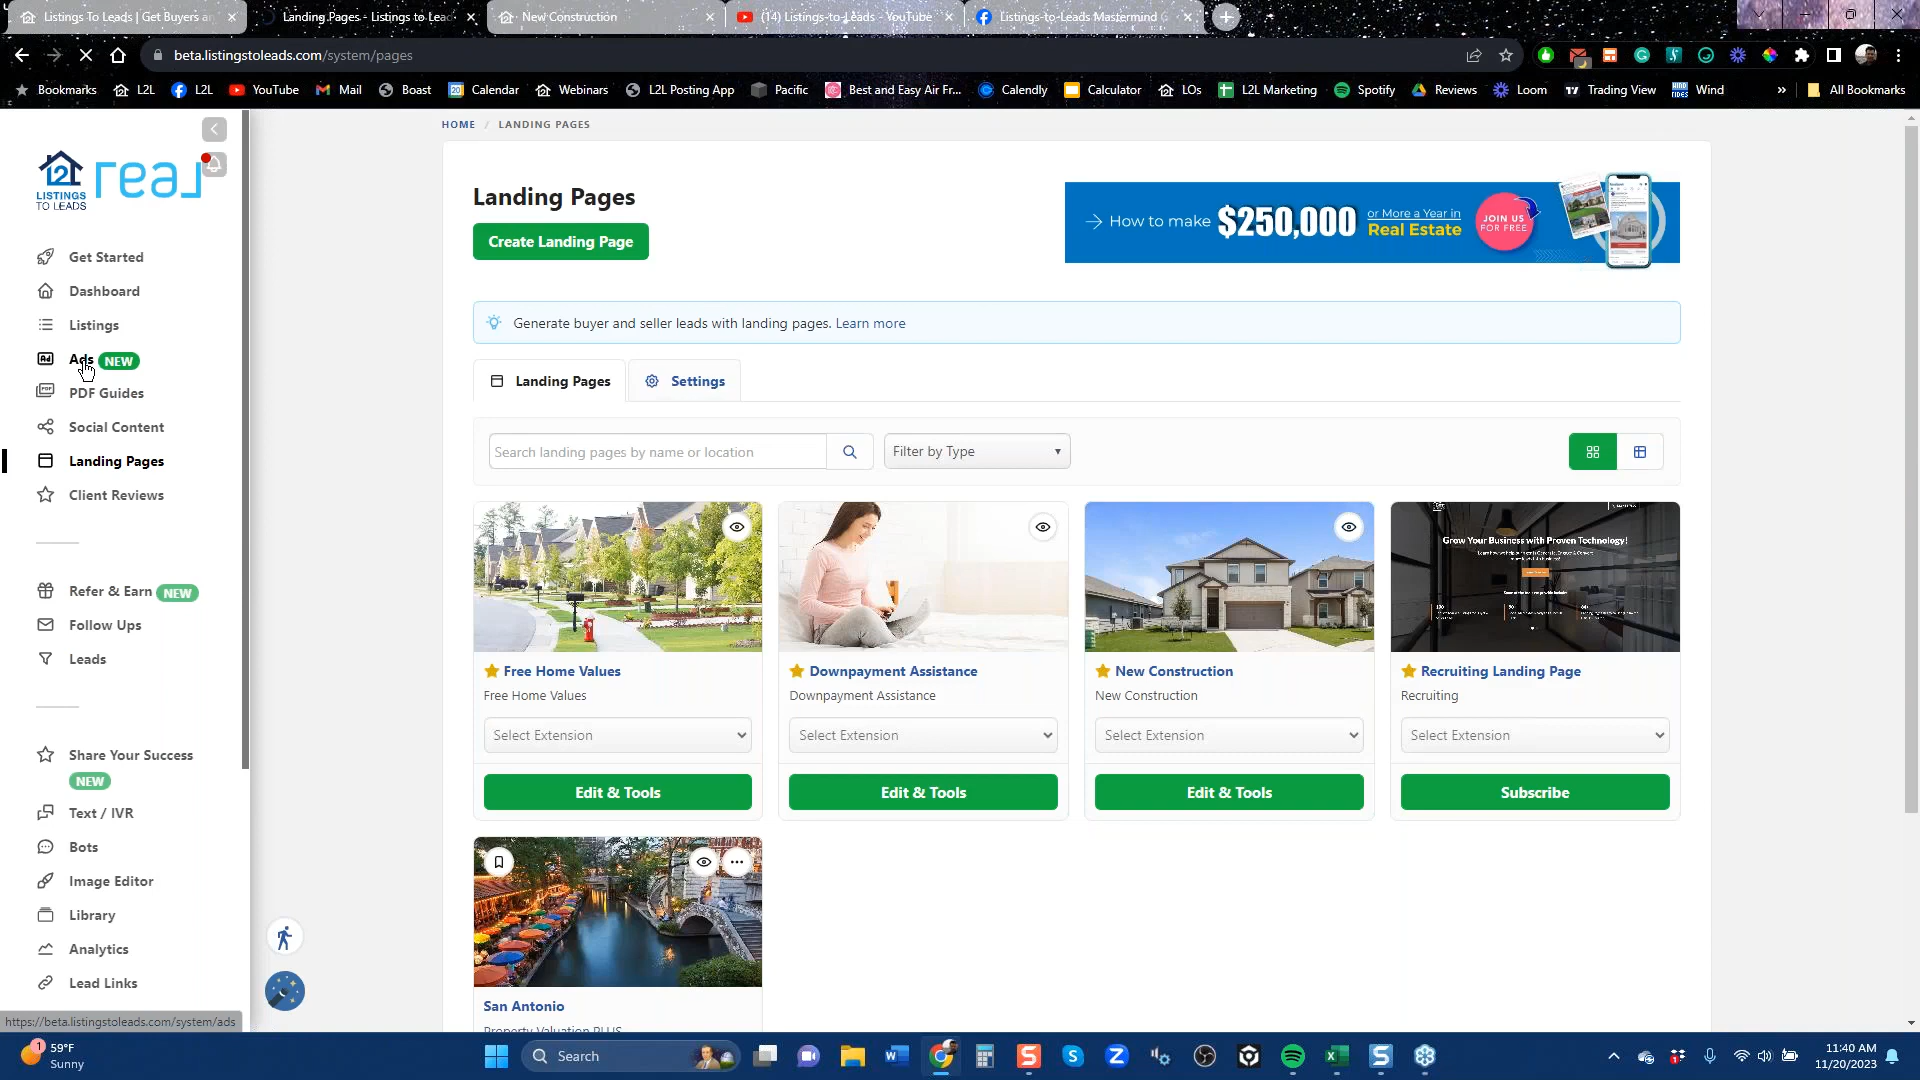 Listings To Leads | Get Buyers an
Landing Pages - Listings to Lead
New Construction
(14) Listings-to-Leads - YouTube
Listings-to-Leads Mastermind G
beta.listingstoleads.com/system/pages
Bookmarks
L2L
L2L
YouTube
Mail
Boast
Calendar
Webinars
L2L Posting App
Pacific
Best and Easy Air Fr...
Calendly
Calculator
LOs
L2L Marketing
Spotify
Reviews
Loom
Trading View
Wind
»
All Bookmarks
L2L
LISTINGS
TO LEADS
real
Get Started
Dashboard
Listings
Ads NEW
PDF Guides
Social Content
Landing Pages
Client Reviews
Refer & Earn NEW
Follow Ups
Leads
Share Your Success
NEW
Text / IVR
Bots
Image Editor
Library
Analytics
Lead Links
https://beta.listingstoleads.com/system/ads
HOME / LANDING PAGES
Landing Pages
Create Landing Page
How to make $250,000 or More a Year in
Real Estate
JOIN US
FOR FREE
Generate buyer and seller leads with landing pages. Learn more
Landing Pages
Settings
Search landing pages by name or location
Filter by Type
Free Home Values
Free Home Values
Select Extension
Edit & Tools
Downpayment Assistance
Downpayment Assistance
Select Extension
Edit & Tools
New Construction
New Construction
Select Extension
Edit & Tools
Grow Your Business with Proven Technology!
Recruiting Landing Page
Recruiting
Select Extension
Subscribe
San Antonio
Property Valuation PLUS
59°F
Sunny
Search
11:40 AM
11/20/2023